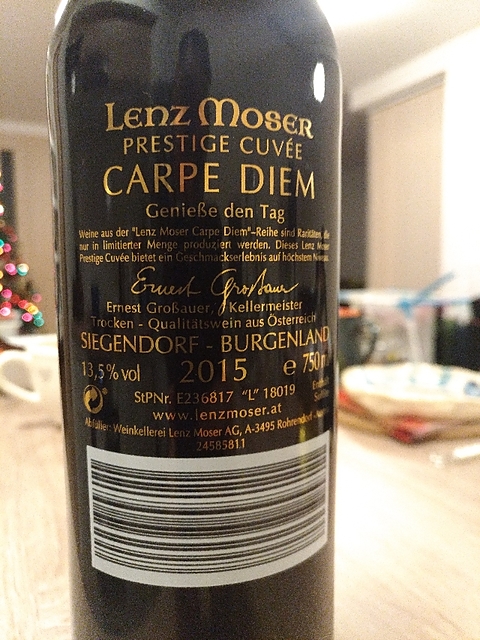 Lenz Moser
PRESTIGE CUVÉE
CARPE DIEM
Genieße den Tag
Weine aus der "Lenz Moser Carpe Diem"-Reihe sind Raritäten, die
nur in limitierter Menge produziert werden. Dieses Lenz Moser
Prestige Cuvée bietet ein Geschmackserlebnis auf höchstem Niveau.
Ernest Großauer
Ernest Großauer, Kellermeister
Trocken - Qualitätswein aus Österreich
SIEGENDORF - BURGENLAND
13,5% vol 2015 e 750
StPNr. E236817 "L" 18019
www.lenzmoser.at
Abfüller: Weinkellerei Lenz Moser AG, A-3495 Rohrendorf
24585811